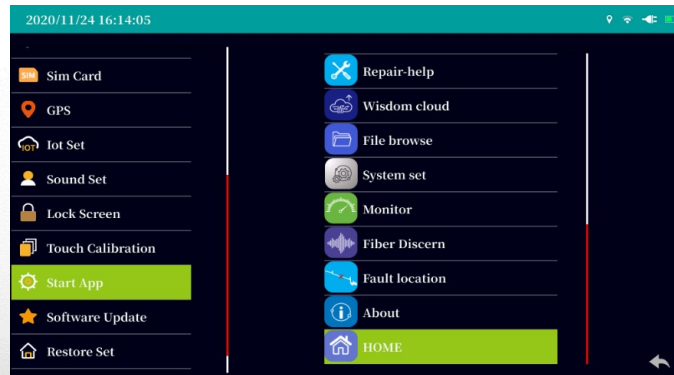 2020/11/24 16:14:05
SIM Sim Card
GPS
IOT Iot Set
Sound Set
Lock Screen
Touch Calibration
Start App
Software Update
Restore Set
Repair-help
Wisdom cloud
File browse
System set
Monitor
Fiber Discern
Fault location
About
HOME